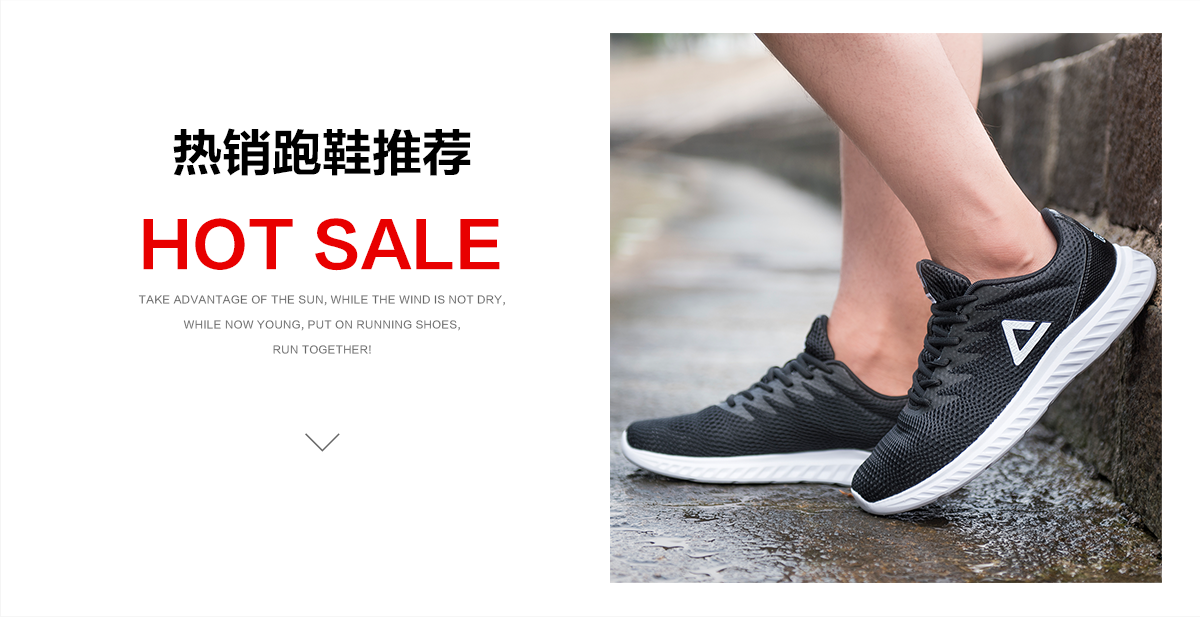 热销跑鞋推荐
HOT SALE
TAKE ADVANTAGE OF THE SUN, WHILE THE WIND IS NOT DRY,
WHILE NOW YOUNG, PUT ON RUNNING SHOES,
RUN TOGETHER!